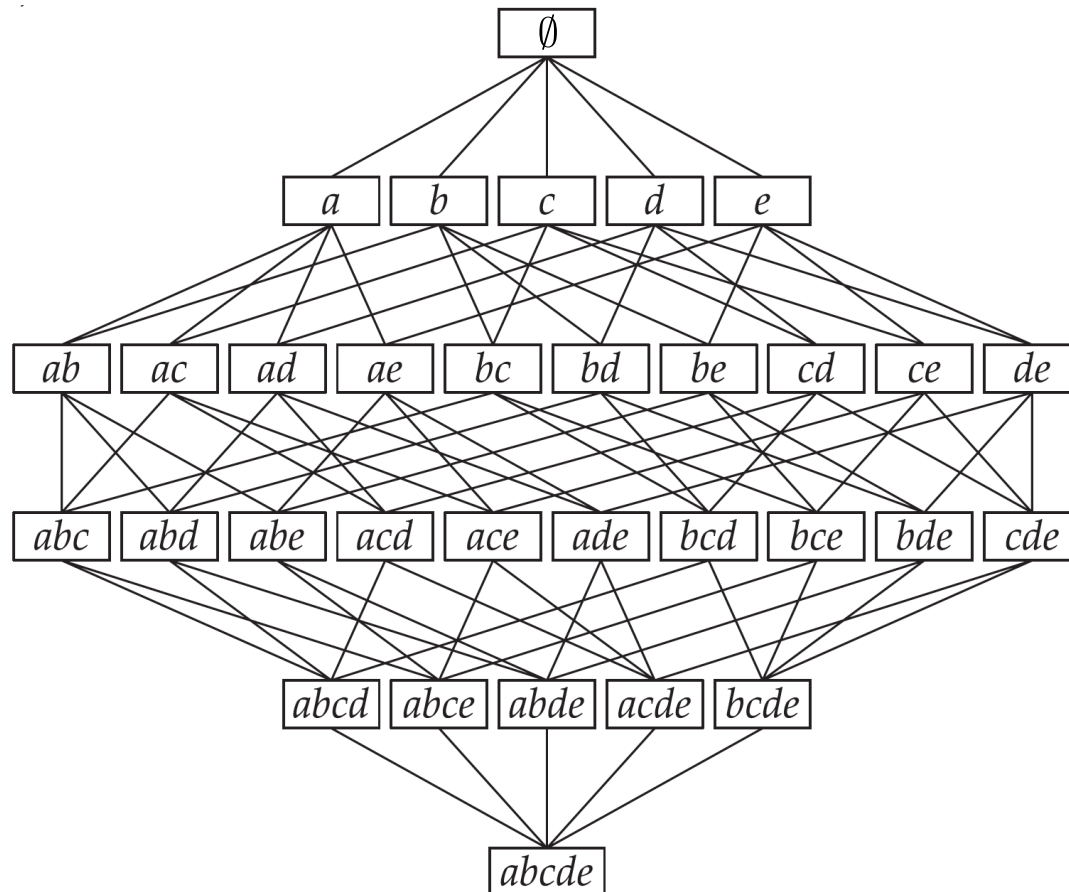 ∅
a b c d e
ab ac ad ae bc bd be cd ce de
abc abd abe acd ace ade bcd bce bde cde
abcd abce abde acde bcde
abcde